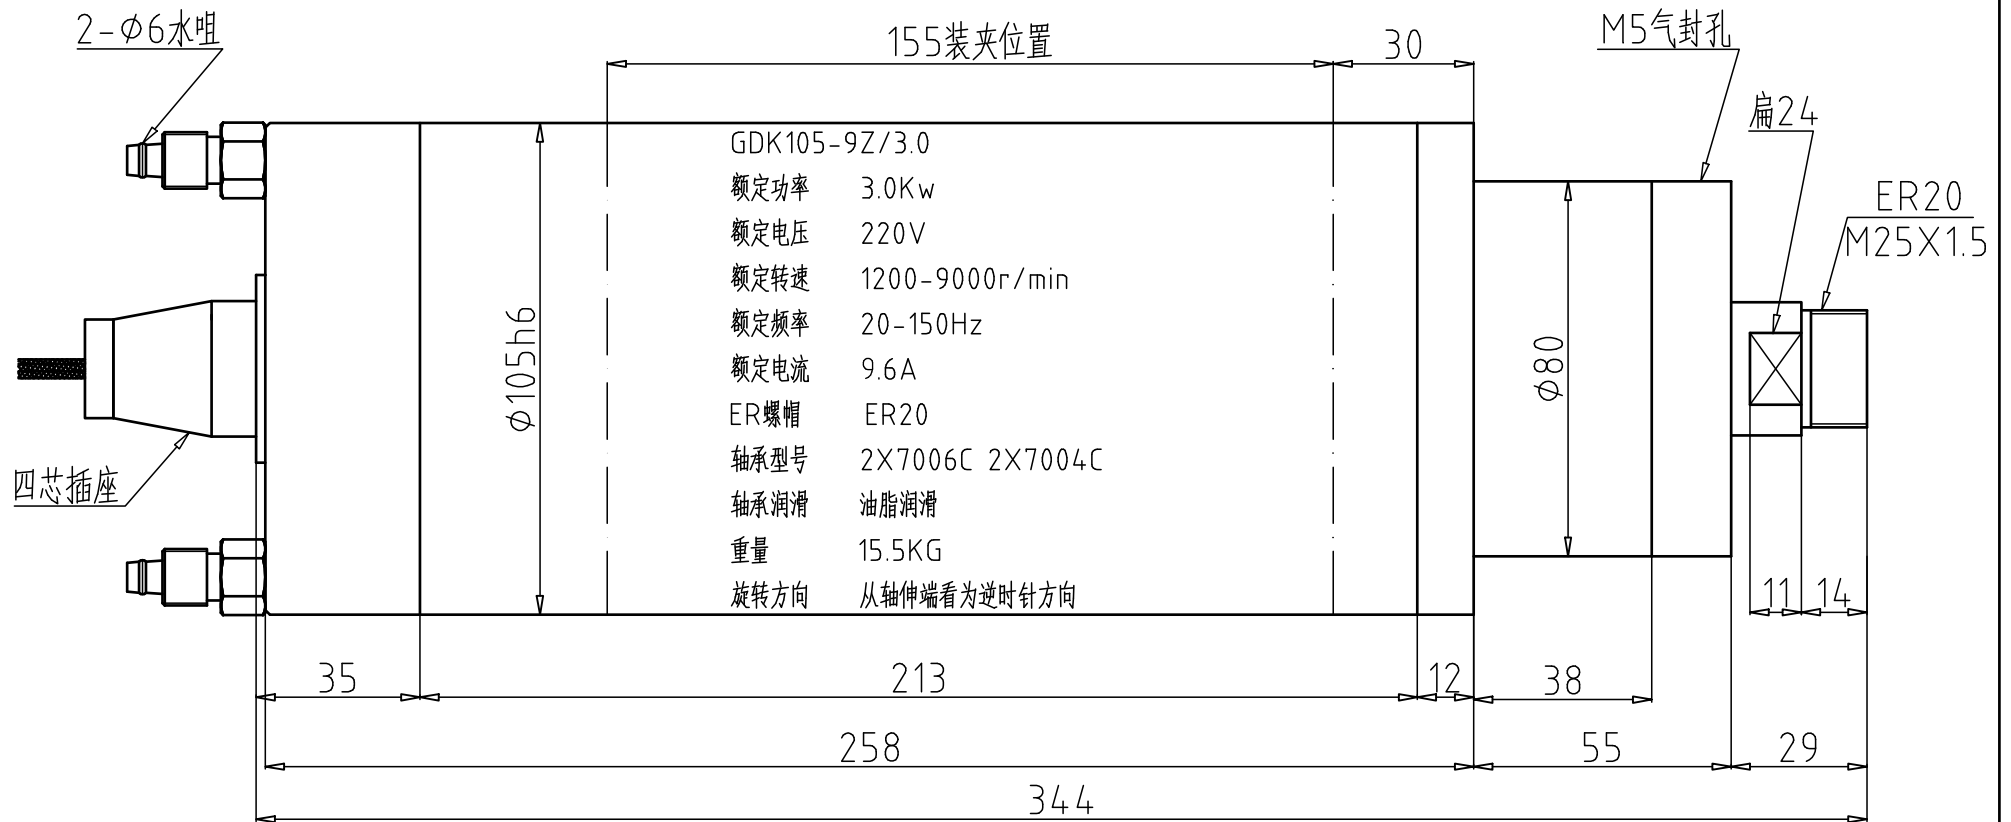 2-Φ6水咀
155装夹位置
30
M5气封孔
扁24
ER20
M25X1.5
GDK105-9Z/3.0
额定功率 3.0Kw
额定电压 220V
额定转速 1200-9000r/min
额定频率 20-150Hz
额定电流 9.6A
ER螺帽 ER20
轴承型号 2X7006C 2X7004C
轴承润滑 油脂润滑
重量 15.5KG
旋转方向 从轴伸端看为逆时针方向
Φ105h6
Φ80
四芯插座
11
14
35
213
12
38
258
55
29
344